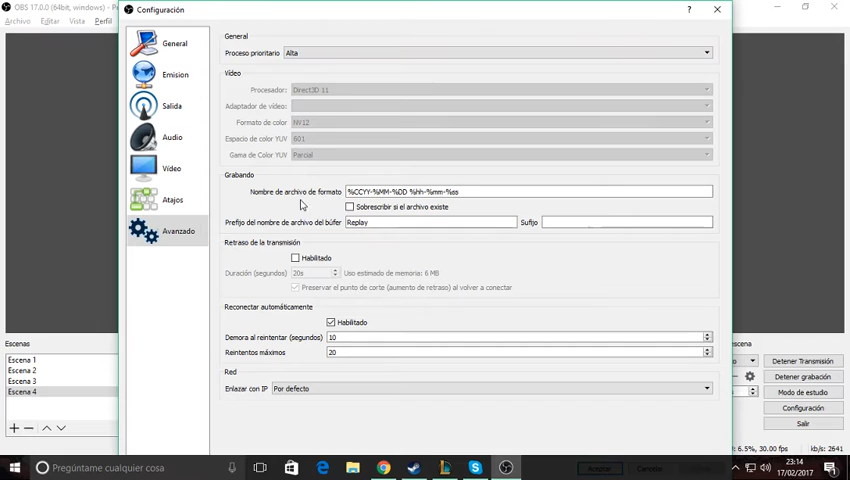 OBS 17.0.0 (64bit, windows) - P
Configuración
?
Archivo Editar Vista Perfil
General
Emision
Salida
Audio
Vídeo
Atajos
Avanzado
General
Proceso prioritario Alta
Vídeo
Procesador: Direct3D 11
Adaptador de vídeo:
Formato de color NV12
Espacio de color YUV 601
Gama de Color YUV Parcial
Grabando
Nombre de archivo de formato %CCYY-%MM-%DD %hh-%mm-%ss
Sobrescribir si el archivo existe
Prefijo del nombre de archivo del búfer Replay Sufijo
Retraso de la transmisión
Habilitado
Duración (segundos) 20s Uso estimado de memoria: 6 MB
Preservar el punto de corte (aumento de retraso) al volver a conectar
Reconectar automáticamente
Habilitado
Demora al reintentar (segundos) 10
Reintentos máximos 20
Red
Enlazar con IP Por defecto
Escenas
Escena 1
Escena 2
Escena 3
Escena 4
escena
Detener Transmisión
Detener grabación
Modo de estudio
Configuración
Salir
6.5%, 30.00 fps kb/s: 2641
Aceptar Cancelar
Pregúntame cualquier cosa
23:14
17/02/2017